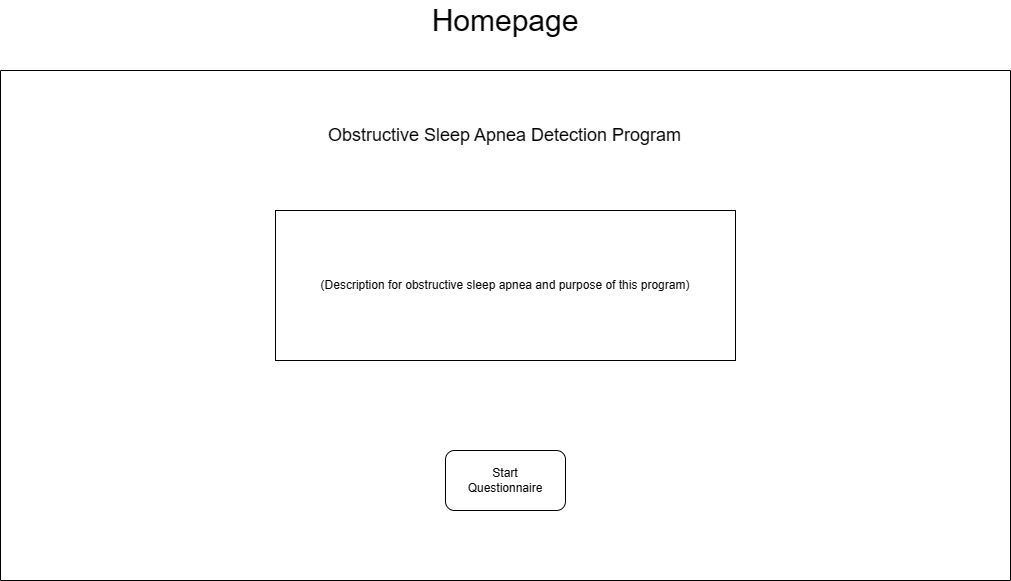 Homepage
Obstructive Sleep Apnea Detection Program
(Description for obstructive sleep apnea and purpose of this program)
Start
Questionnaire